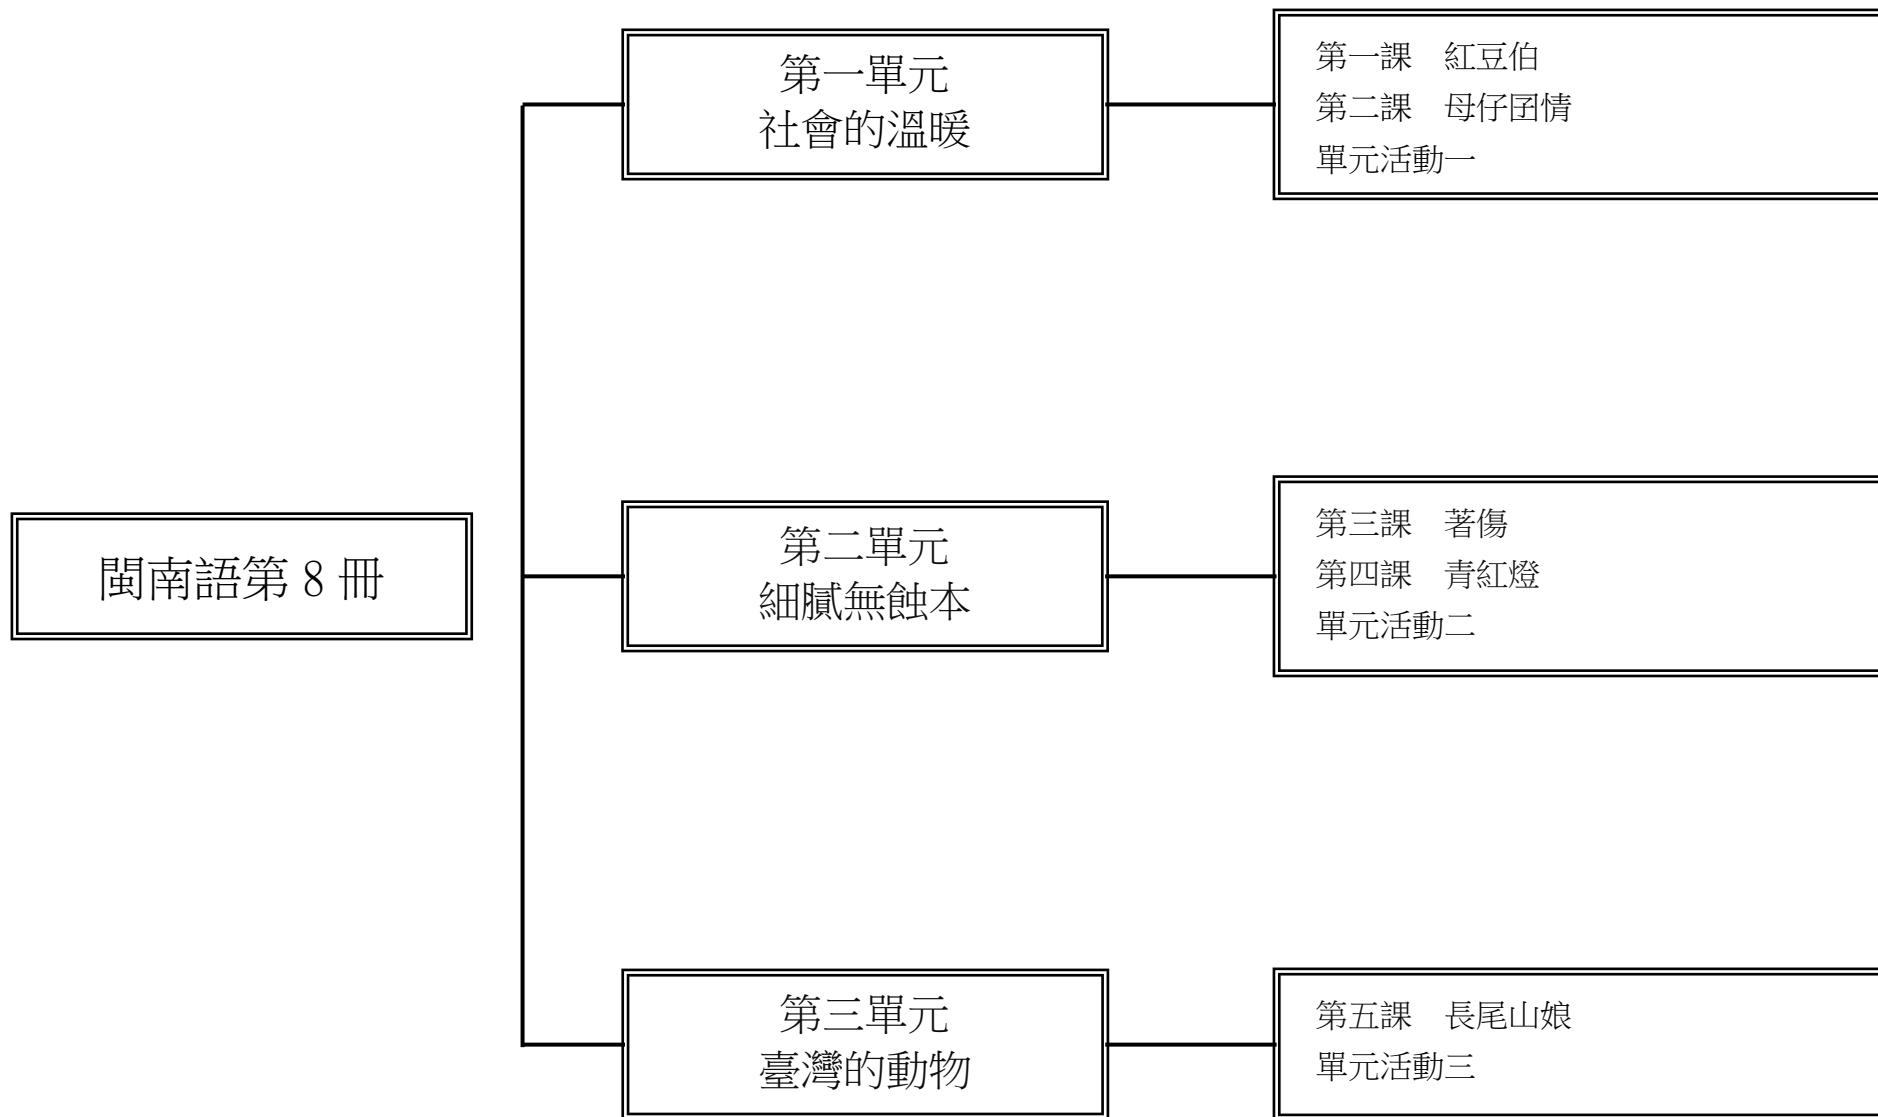 閩南語第 8 冊
第一單元
社會的溫暖
第一課　紅豆伯
第二課　母仔囝情
單元活動一
第二單元
細膩無蝕本
第三課　著傷
第四課　青紅燈
單元活動二
第三單元
臺灣的動物
第五課　長尾山娘
單元活動三